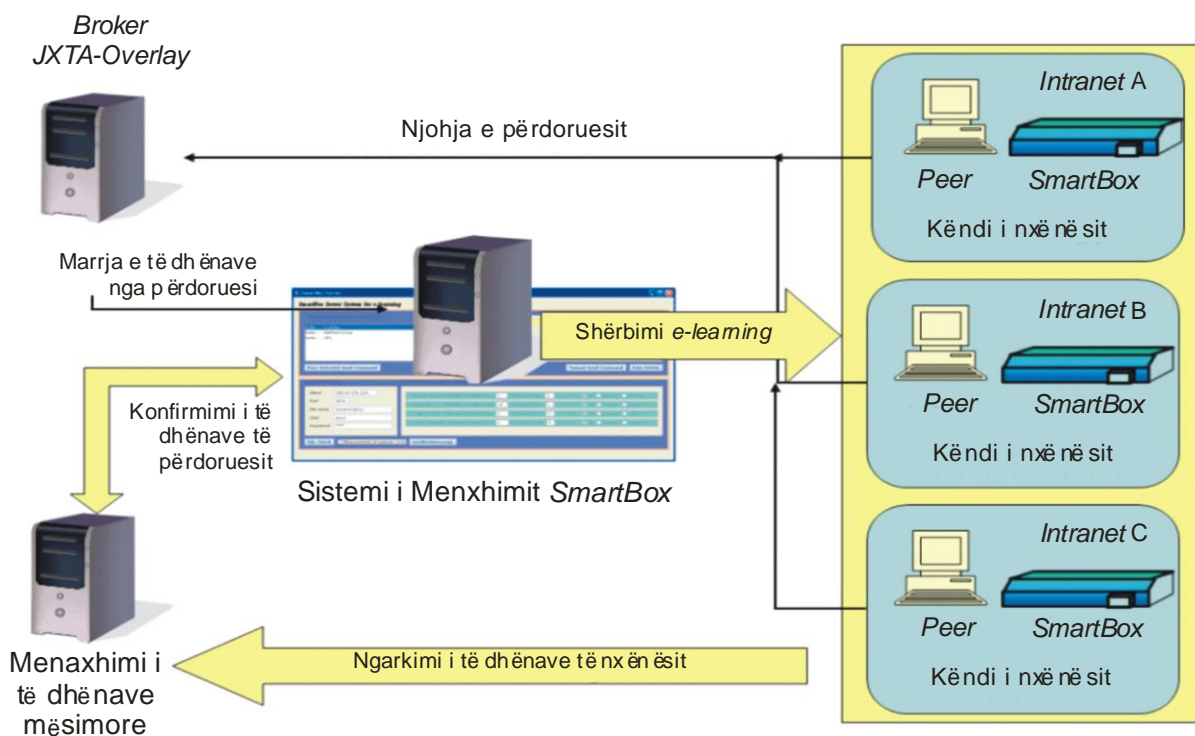 Broker
JXTA-Overlay
Njohja e përdoruesit
Marrja e të dhënave
nga përdoruesi
Shërbimi e-learning
Konfirmimi i të
dhënave të
përdoruesit
Sistemi i Menxhimit SmartBox
Menaxhimi i
të dhënave
mësimore
Ngarkimi i të dhënave të nxënësit
Intranet A
Peer SmartBox
Këndi i nxënësit
Intranet B
Peer SmartBox
Këndi i nxënësit
Intranet C
Peer SmartBox
Këndi i nxënësit